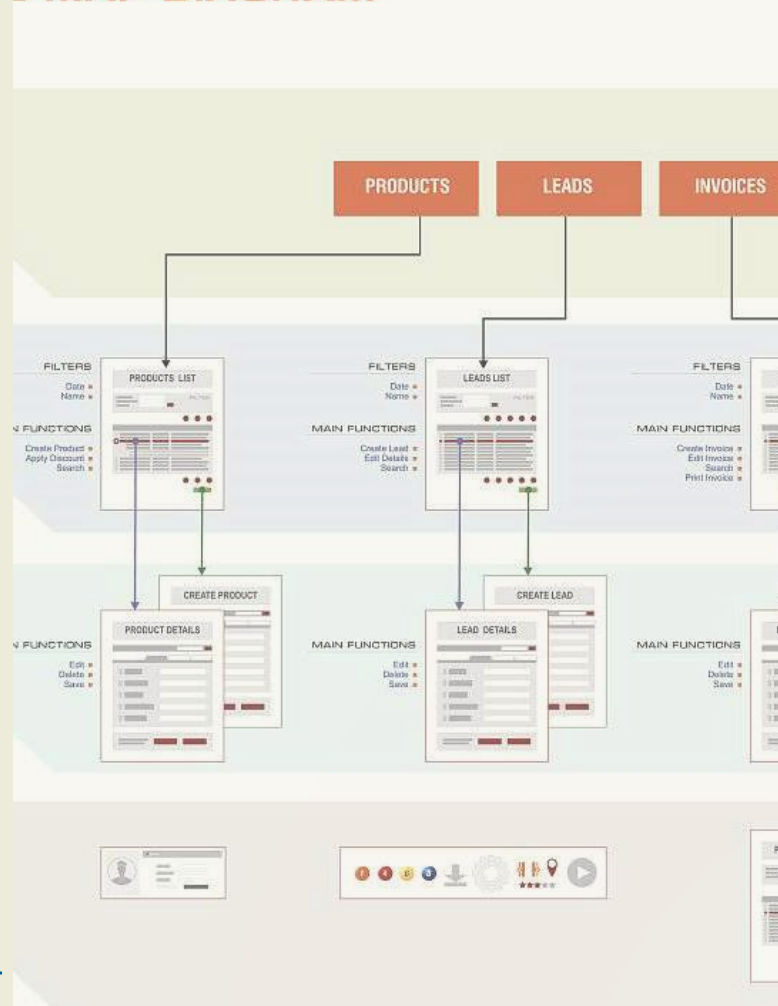 PRODUCTS
LEADS
INVOICES
FILTERS
Date
Name
FUNCTIONS
Create Product
Apply Discount
Search
PRODUCTS LIST
FILTER
FILTERS
Date
Name
MAIN FUNCTIONS
Create Lead
Edit Details
Search
LEADS LIST
FILTER
FILTERS
Date
Name
MAIN FUNCTIONS
Create Invoice
Edit Invoice
Search
Print Invoice
CREATE PRODUCT
PRODUCT DETAILS
FUNCTIONS
Edit
Delete
Save
CREATE LEAD
LEAD DETAILS
MAIN FUNCTIONS
Edit
Delete
Save
MAIN FUNCTIONS
Edit
Delete
Save